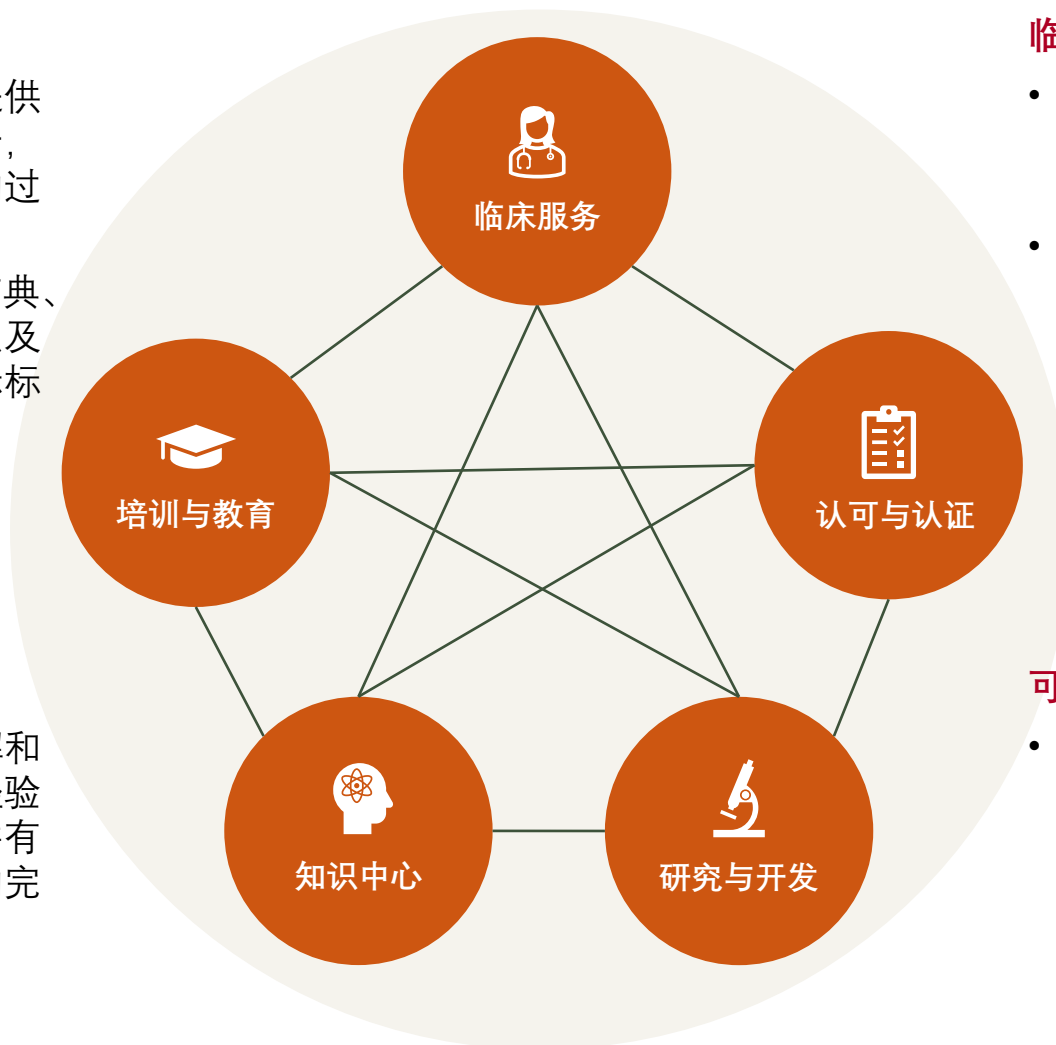 供
过
典、
及
标
临床服务
培训与教育
认可与认证
和
验
有
完
知识中心
研究与开发
临
可